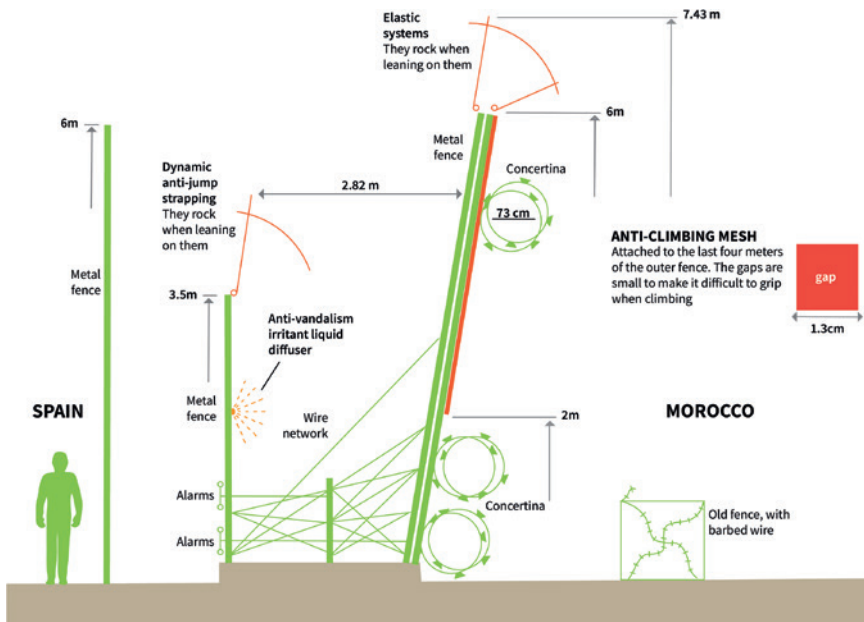 7.43 m
Elastic
systems
They rock when
leaning on them
6m
6m
Metal
fence
Concertina
Dynamic
anti-jump
strapping
They rock
when leaning
on them
2.82 m
73 cm
ANTI-CLIMBING MESH
Attached to the last four meters
of the outer fence. The gaps are
small to make it difficult to grip
when climbing
gap
1.3cm
Metal
fence
3.5m
Anti-vandalism
irritant liquid
diffuser
SPAIN
Metal
fence
Wire
network
2m
MOROCCO
Alarms
Concertina
Alarms
Old fence, with
barbed wire